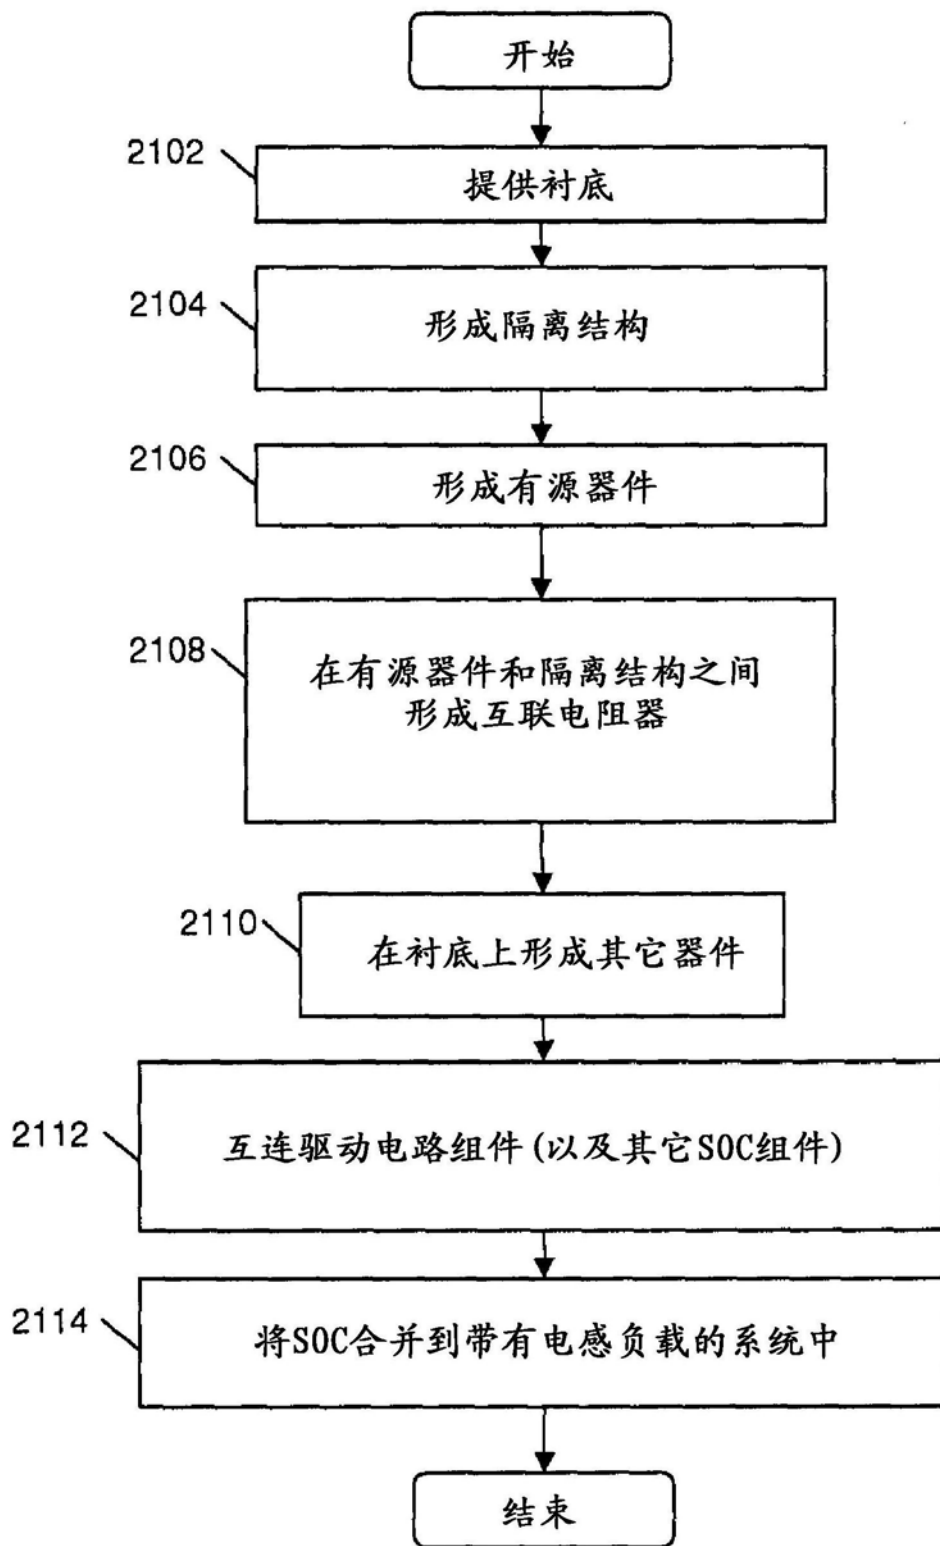 开始
2102
提供衬底
2104
形成隔离结构
2106
形成有源器件
2108
在有源器件和隔离结构之间
形成互联电阻器
2110
在衬底上形成其它器件
2112
互连驱动电路组件(以及其它SOC组件)
2114
将SOC合并到带有电感负载的系统中
结束